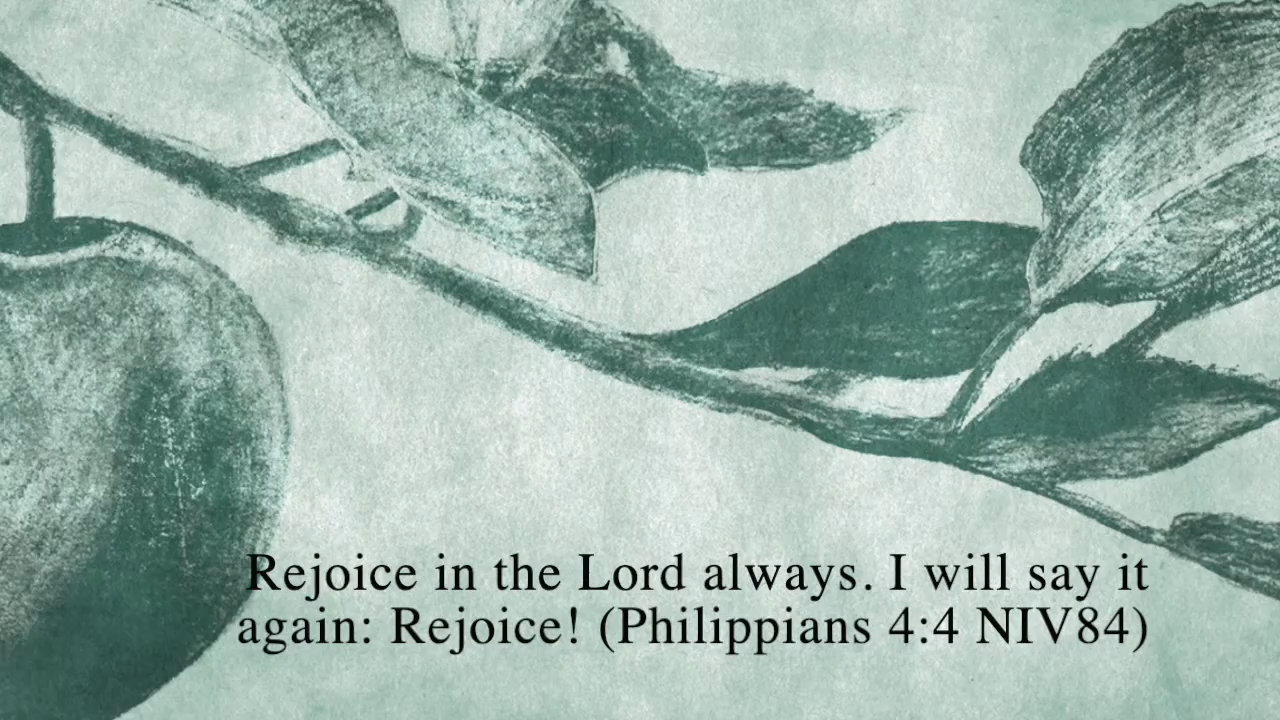 Rejoice in the Lord always. I will say it
again: Rejoice! (Philippians 4:4 NIV84)